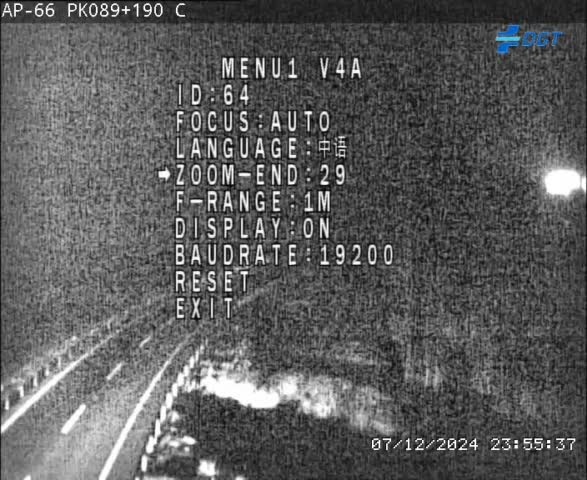 AP-66 PK089+190 C
DGT
MENU1 V4A
ID:64
FOCUS:AUTO
LANGUAGE:中语
ZOOM-END:29
F-RANGE:1M
DISPLAY:ON
BAUDRATE:19200
RESET
EXIT
07/12/2024 23:55:37